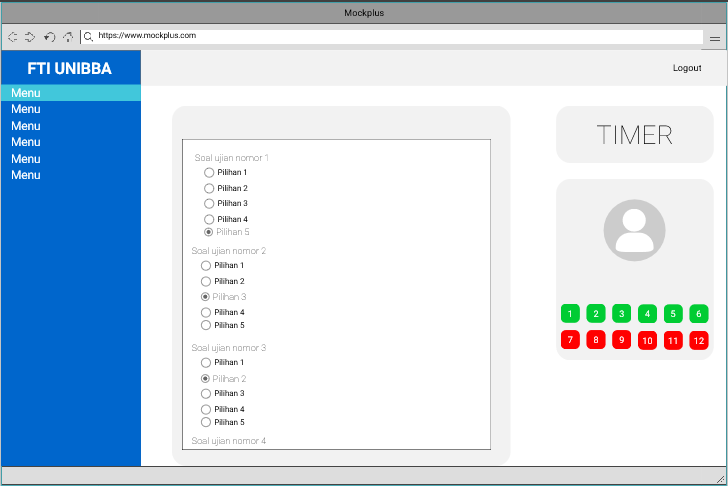 Mockplus
https://www.mockplus.com
FTI UNIBBA
Logout
Menu
Menu
Menu
Menu
Menu
Menu
Soal ujian nomor 1
Pilihan 1
Pilihan 2
Pilihan 3
Pilihan 4
Pilihan 5
Soal ujian nomor 2
Pilihan 1
Pilihan 2
Pilihan 3
Pilihan 4
Pilihan 5
Soal ujian nomor 3
Pilihan 1
Pilihan 2
Pilihan 3
Pilihan 4
Pilihan 5
Soal ujian nomor 4
TIMER
1 2 3 4 5 6
7 8 9 10 11 12